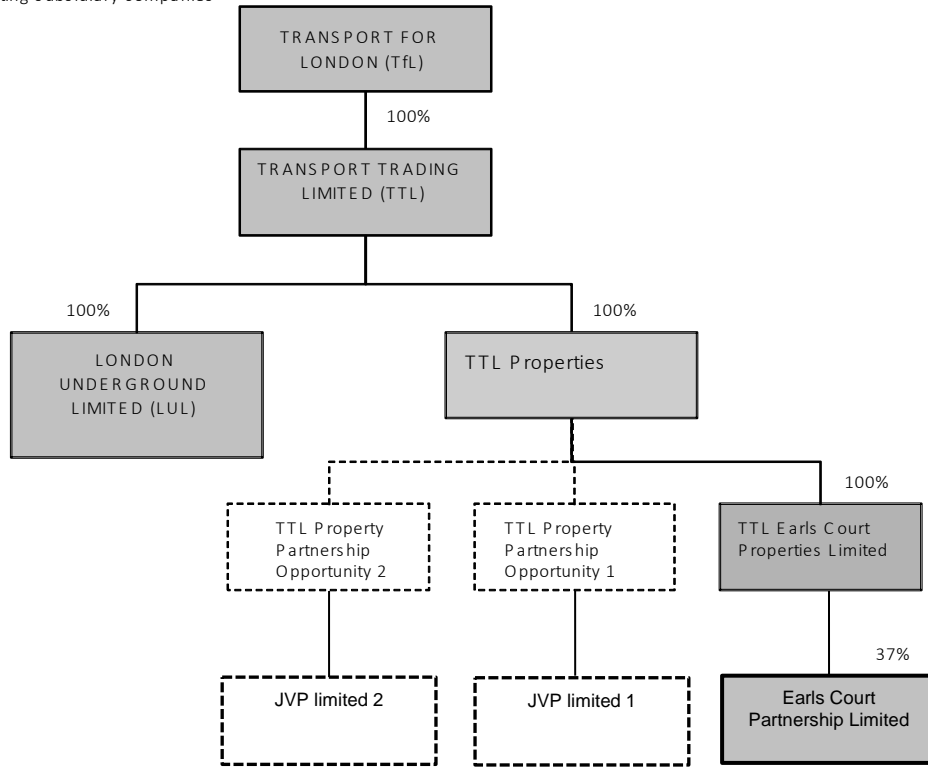 Subsidiary Companies
TRANSPORT FOR
LONDON (TfL)
100%
TRANSPORT TRADING
LIMITED (TTL)
100%
100%
LONDON
UNDERGROUND
LIMITED (LUL)
TTL Properties
100%
TTL Property
Partnership
Opportunity 2
TTL Property
Partnership
Opportunity 1
TTL Earls Court
Properties Limited
37%
JVP limited 2
JVP limited 1
Earls Court
Partnership Limited